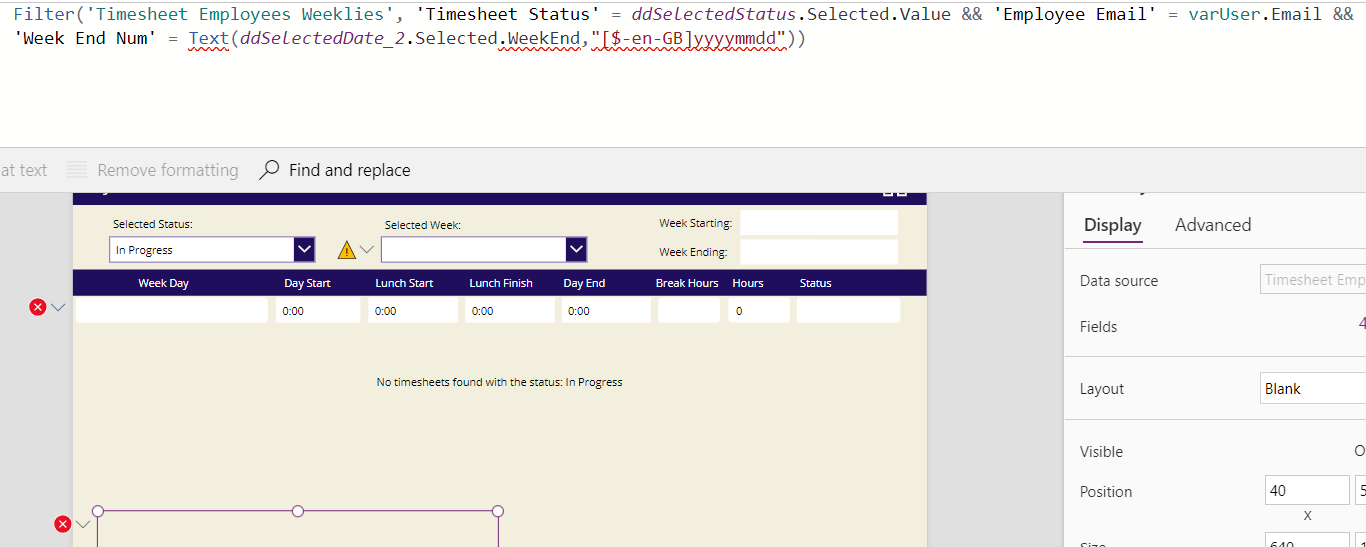 Filter('Timesheet Employees Weeklies', 'Timesheet Status' = ddSelectedStatus.Selected.Value && 'Employee Email' = varUser.Email &&
'Week End Num' = Text(ddSelectedDate_2.Selected.WeekEnd,"[$-en-GB]yyyymmdd"))
at text Remove formatting Find and replace
Selected Status: Selected Week: Week Starting:
In Progress
Week Ending:
Week Day Day Start Lunch Start Lunch Finish Day End Break Hours Hours Status
0:00 0:00 0:00 0:00 0
No timesheets found with the status: In Progress
Display Advanced
Data source Timesheet Emp
Fields 4
Layout Blank
Visible O
Position 40 5
X
Size 640 1